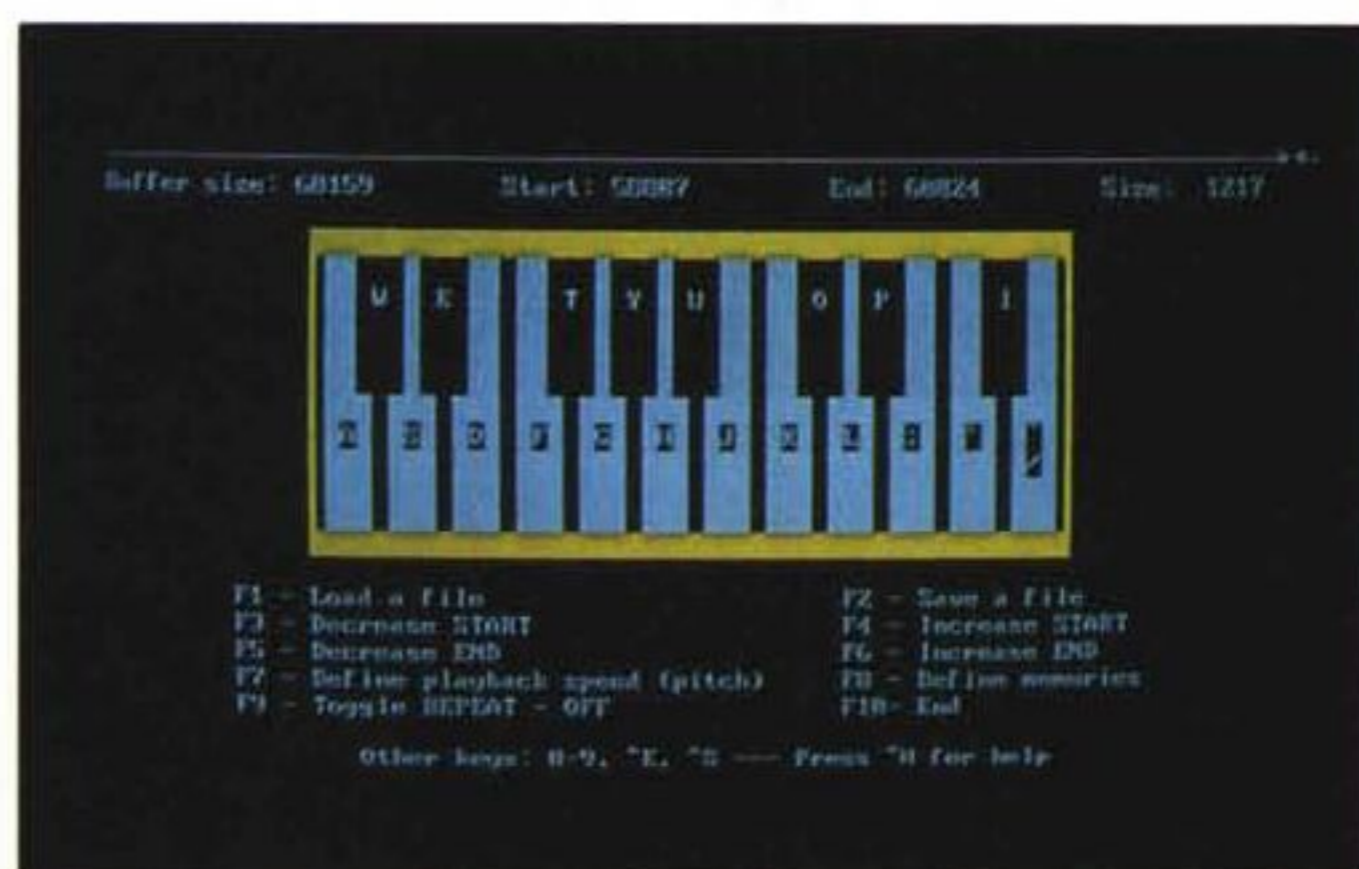 Buffer size: 60159 Start: 58807 End: 60024 Size: 1217
W E T Y U O P
F1 - Load a file F2 - Save a file
F3 - Decrease START F4 - Increase START
F5 - Decrease END F6 - Increase END
F7 - Define playback speed (pitch) F8 - Define memories
F9 - Toggle REPEAT - OFF F10- End
Other keys: 0-9, ^E, ^S --- Press ^H for help